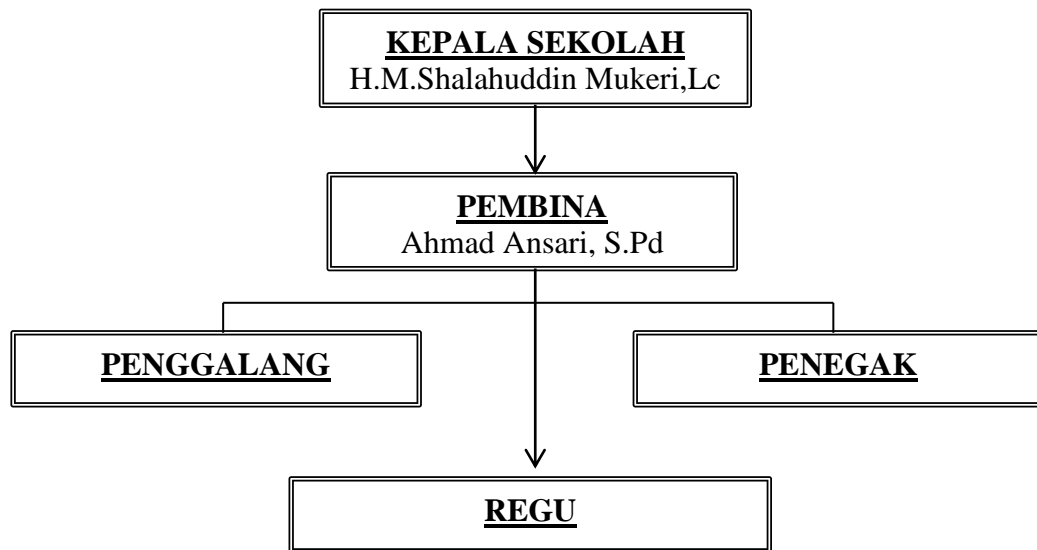 KEPALA SEKOLAH
H.M.Shalahuddin Mukeri,Lc
PEMBINA
Ahmad Ansari, S.Pd
PENGGALANG
PENEGAK
REGU